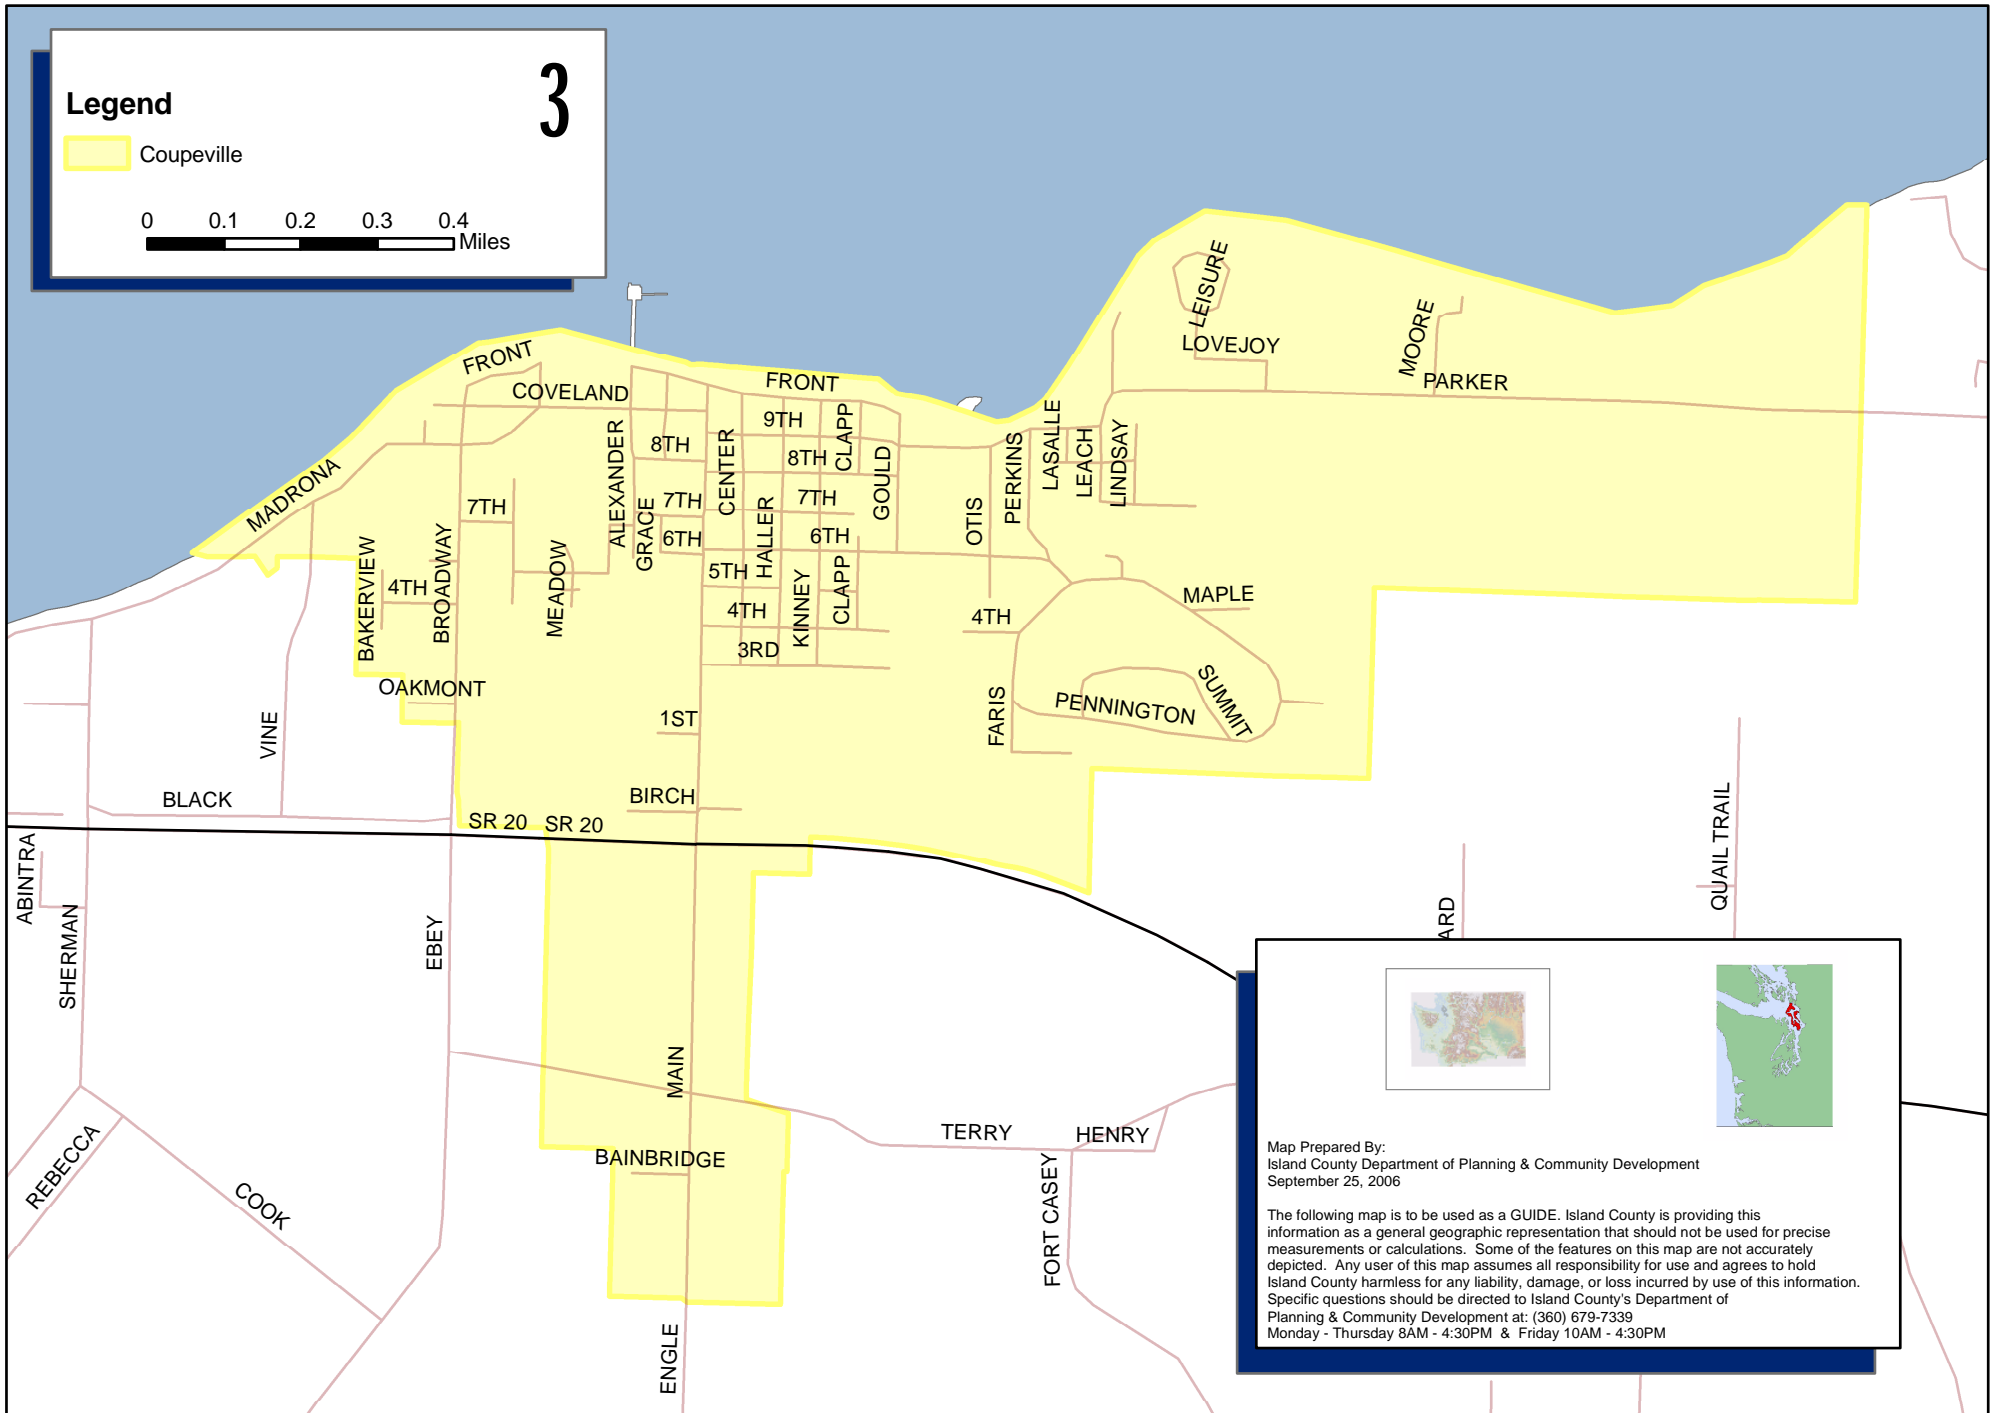 3
Legend
Coupeville
0 0.1 0.2 0.3 0.4
Miles
LEISURE
LOVEJOY
MOORE
PARKER
FRONT
COVELAND
FRONT
9TH
CLAPP
8TH
8TH
ALEXANDER
CENTER
GOULD
PERKINS
LASALLE
LEACH
LINDSAY
MADRONA
7TH
7TH
7TH
OTIS
GRACE
6TH
HALLER
6TH
BAKERVIEW
BROADWAY
MEADOW
4TH
5TH
4TH
KINNEY
CLAPP
4TH
MAPLE
3RD
OAKMONT
VINE
1ST
FARIS
PENNINGTON
SUMMIT
BLACK
BIRCH
SR 20
SR 20
QUAIL TRAIL
ABINTRA
SHERMAN
EBEY
ARD
MAIN
TERRY
HENRY
REBECCA
COOK
BAINBRIDGE
FORT CASEY
ENGLE
Map Prepared By:
Island County Department of Planning & Community Development
September 25, 2006
The following map is to be used as a GUIDE. Island County is providing this
information as a general geographic representation that should not be used for precise
measurements or calculations. Some of the features on this map are not accurately
depicted. Any user of this map assumes all responsibility for use and agrees to hold
Island County harmless for any liability, damage, or loss incurred by use of this information.
Specific questions should be directed to Island County's Department of
Planning & Community Development at: (360) 679-7339
Monday - Thursday 8AM - 4:30PM & Friday 10AM - 4:30PM